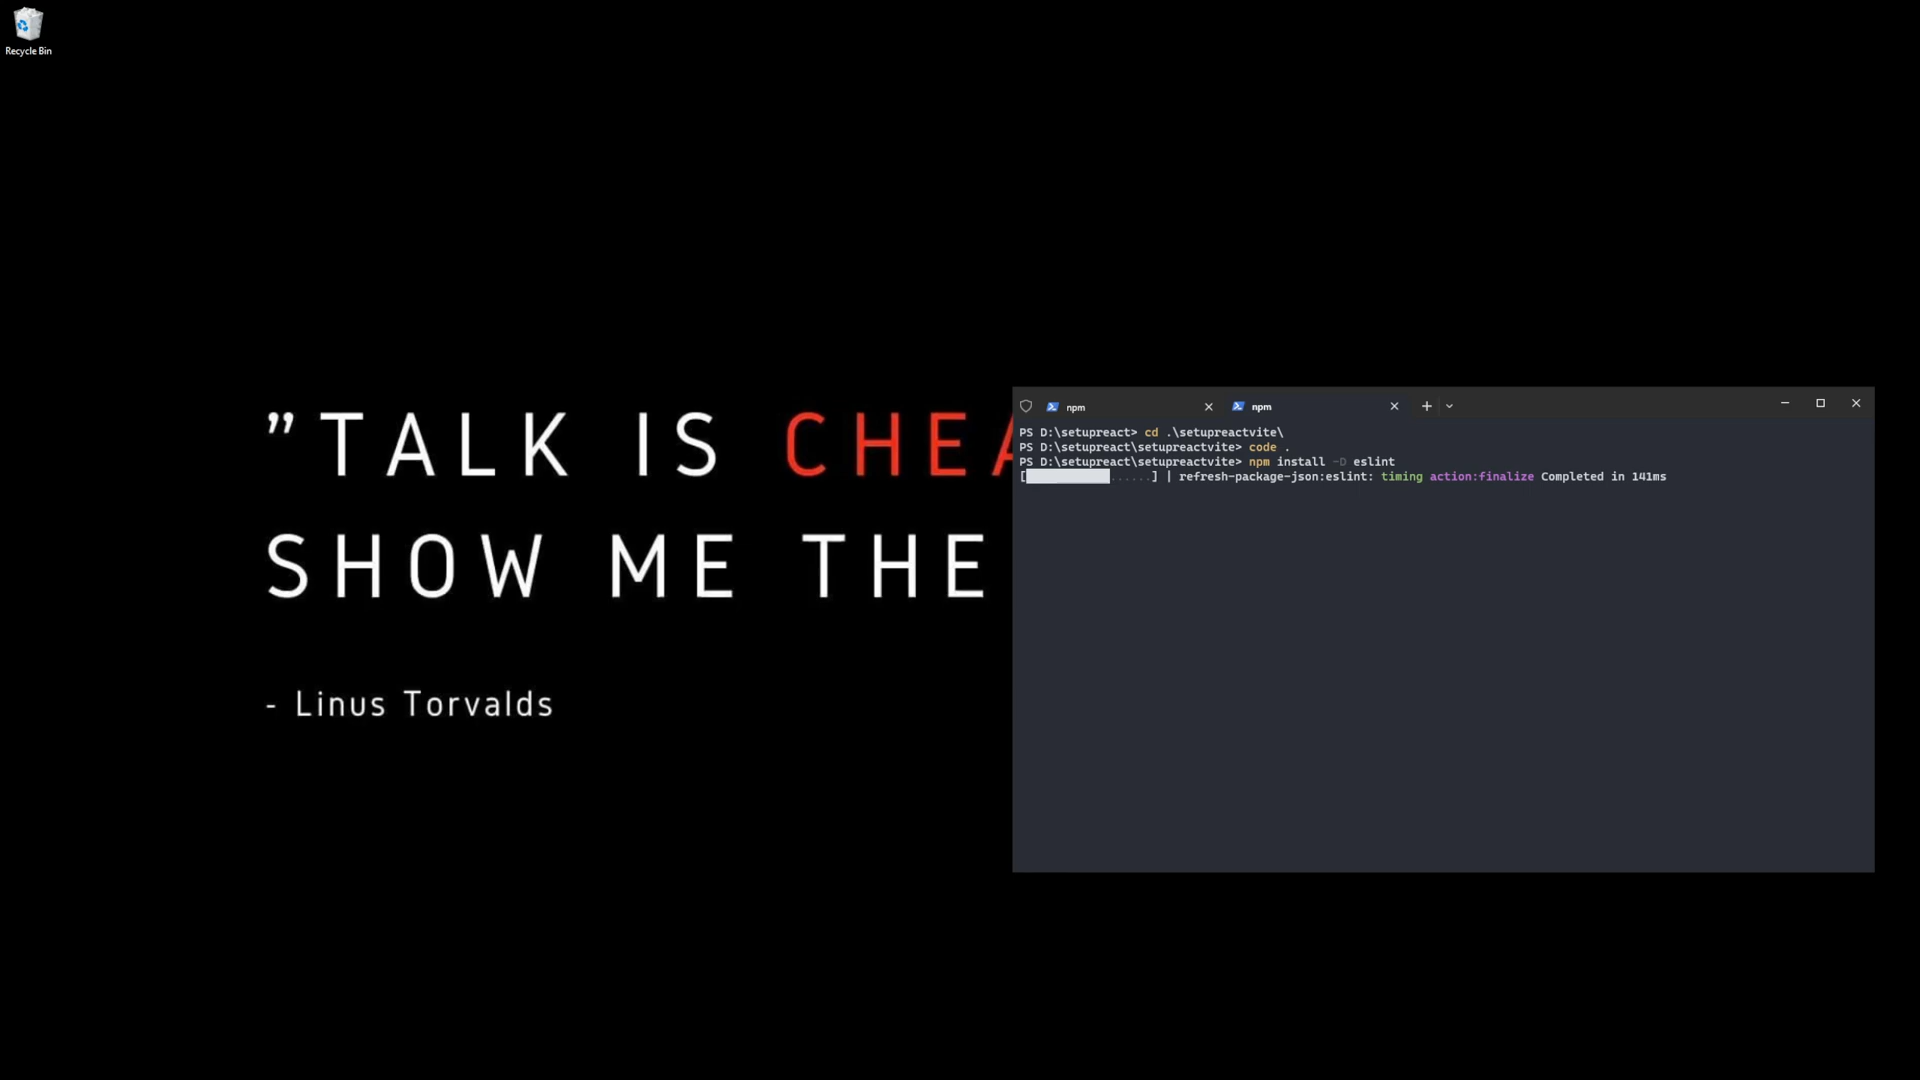 Recycle Bin
"TALK IS CHEA
SHOW ME THE
- Linus Torvalds
npm
npm
PS D:\setupreact> cd .\setupreactvite\
PS D:\setupreact\setupreactvite> code .
PS D:\setupreact\setupreactvite> npm install -D eslint
[ ......] | refresh-package-json:eslint: timing action:finalize Completed in 141ms